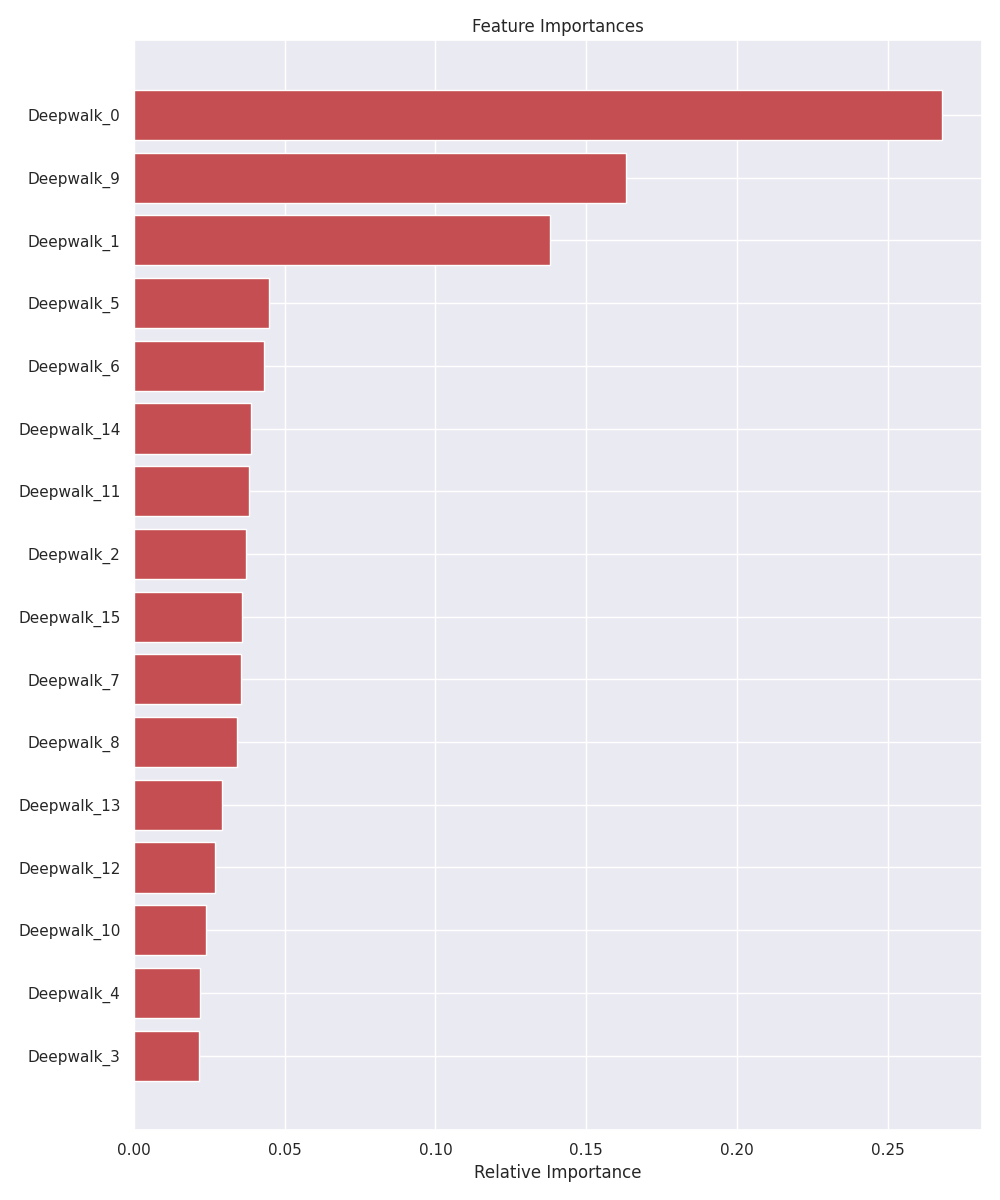 Feature Importances
Deepwalk_0
Deepwalk_9
Deepwalk_1
Deepwalk_5
Deepwalk_6
Deepwalk_14
Deepwalk_11
Deepwalk_2
Deepwalk_15
Deepwalk_7
Deepwalk_8
Deepwalk_13
Deepwalk_12
Deepwalk_10
Deepwalk_4
Deepwalk_3
0.00 0.05 0.10 0.15 0.20 0.25
Relative Importance